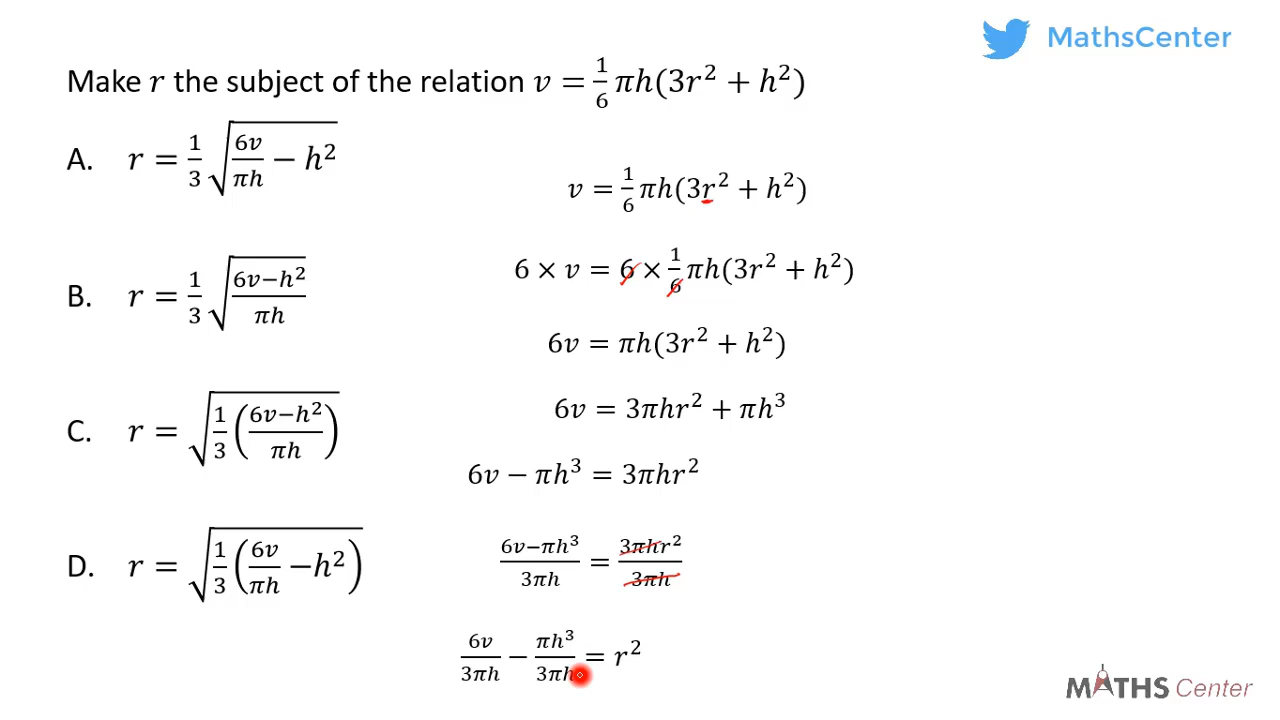 MathsCenter
Make r the subject of the relation v = 1/6 πh(3r² + h²)
A. r = 1/3 √(6v/πh − h²)
B. r = 1/3 √((6v−h²)/πh)
C. r = √(1/3 ((6v−h²)/πh))
D. r = √(1/3 (6v/πh −h²))
v = 1/6 πh(3r² + h²)
6 × v = 6 × 1/6 πh(3r² + h²)
6v = πh(3r² + h²)
6v = 3πhr² + πh³
6v − πh³ = 3πhr²
(6v−πh³)/3πh = 3πhr²/3πh
6v/3πh − πh³/3πh = r²
MATHS Center